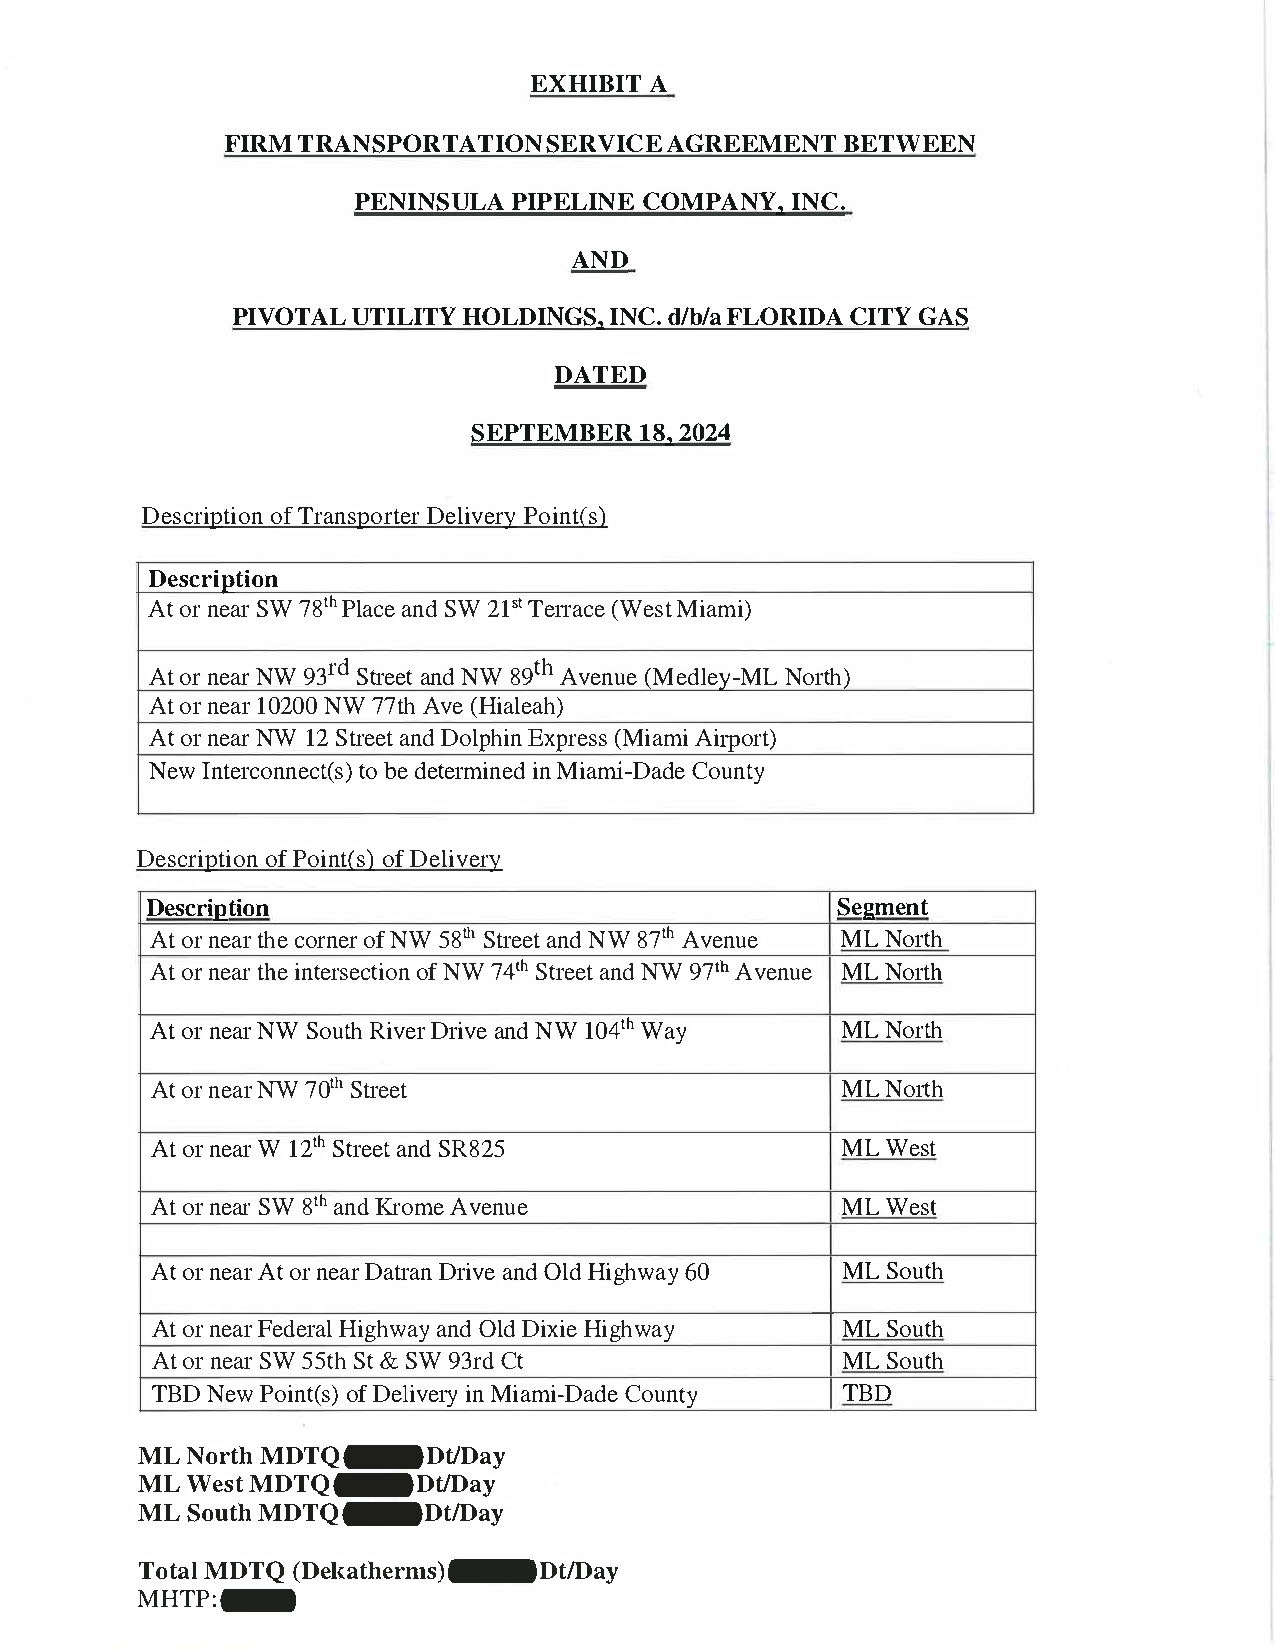 EXHIBIT A
FIRM TRANSPORTATION SERVICE AGREEMENT BETWEEN
PENINSULA PIPELINE COMPANY, INC.
AND
PIVOTAL UTILITY HOLDINGS, INC. d/b/a FLORIDA CITY GAS
DATED
SEPTEMBER 18, 2024
Description of Transporter Delivery Point(s)
Description
At or near SW 78th Place and SW 21st Terrace (West Miami)
At or near NW 93rd Street and NW 89th Avenue (Medley-ML North)
At or near 10200 NW 77th Ave (Hialeah)
At or near NW 12 Street and Dolphin Express (Miami Airport)
New Interconnect(s) to be determined in Miami-Dade County
Description of Point(s) of Delivery
Description Segment
At or near the corner of NW 58th Street and NW 87th Avenue ML North
At or near the intersection of NW 74th Street and NW 97th Avenue ML North
At or near NW South River Drive and NW 104th Way ML North
At or near NW 70th Street ML North
At or near W 12th Street and SR825 ML West
At or near SW 8th and Krome Avenue ML West
At or near At or near Datran Drive and Old Highway 60 ML South
At or near Federal Highway and Old Dixie Highway ML South
At or near SW 55th St & SW 93rd Ct ML South
TBD New Point(s) of Delivery in Miami-Dade County TBD
ML North MDTQ Dt/Day
ML West MDTQ Dt/Day
ML South MDTQ Dt/Day
Total MDTQ (Dekatherms) Dt/Day
MHTP: